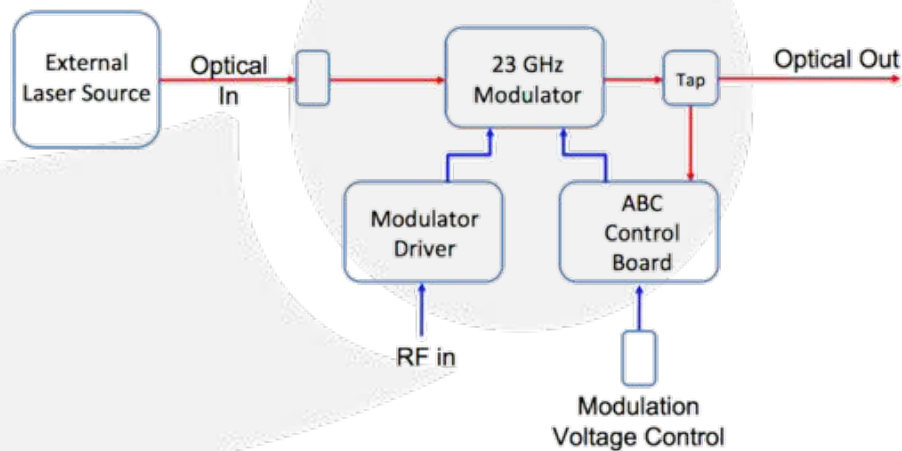 External
Laser Source
Optical
In
23 GHz
Modulator
Tap
Optical Out
Modulator
Driver
ABC
Control
Board
RF in
Modulation
Voltage Control